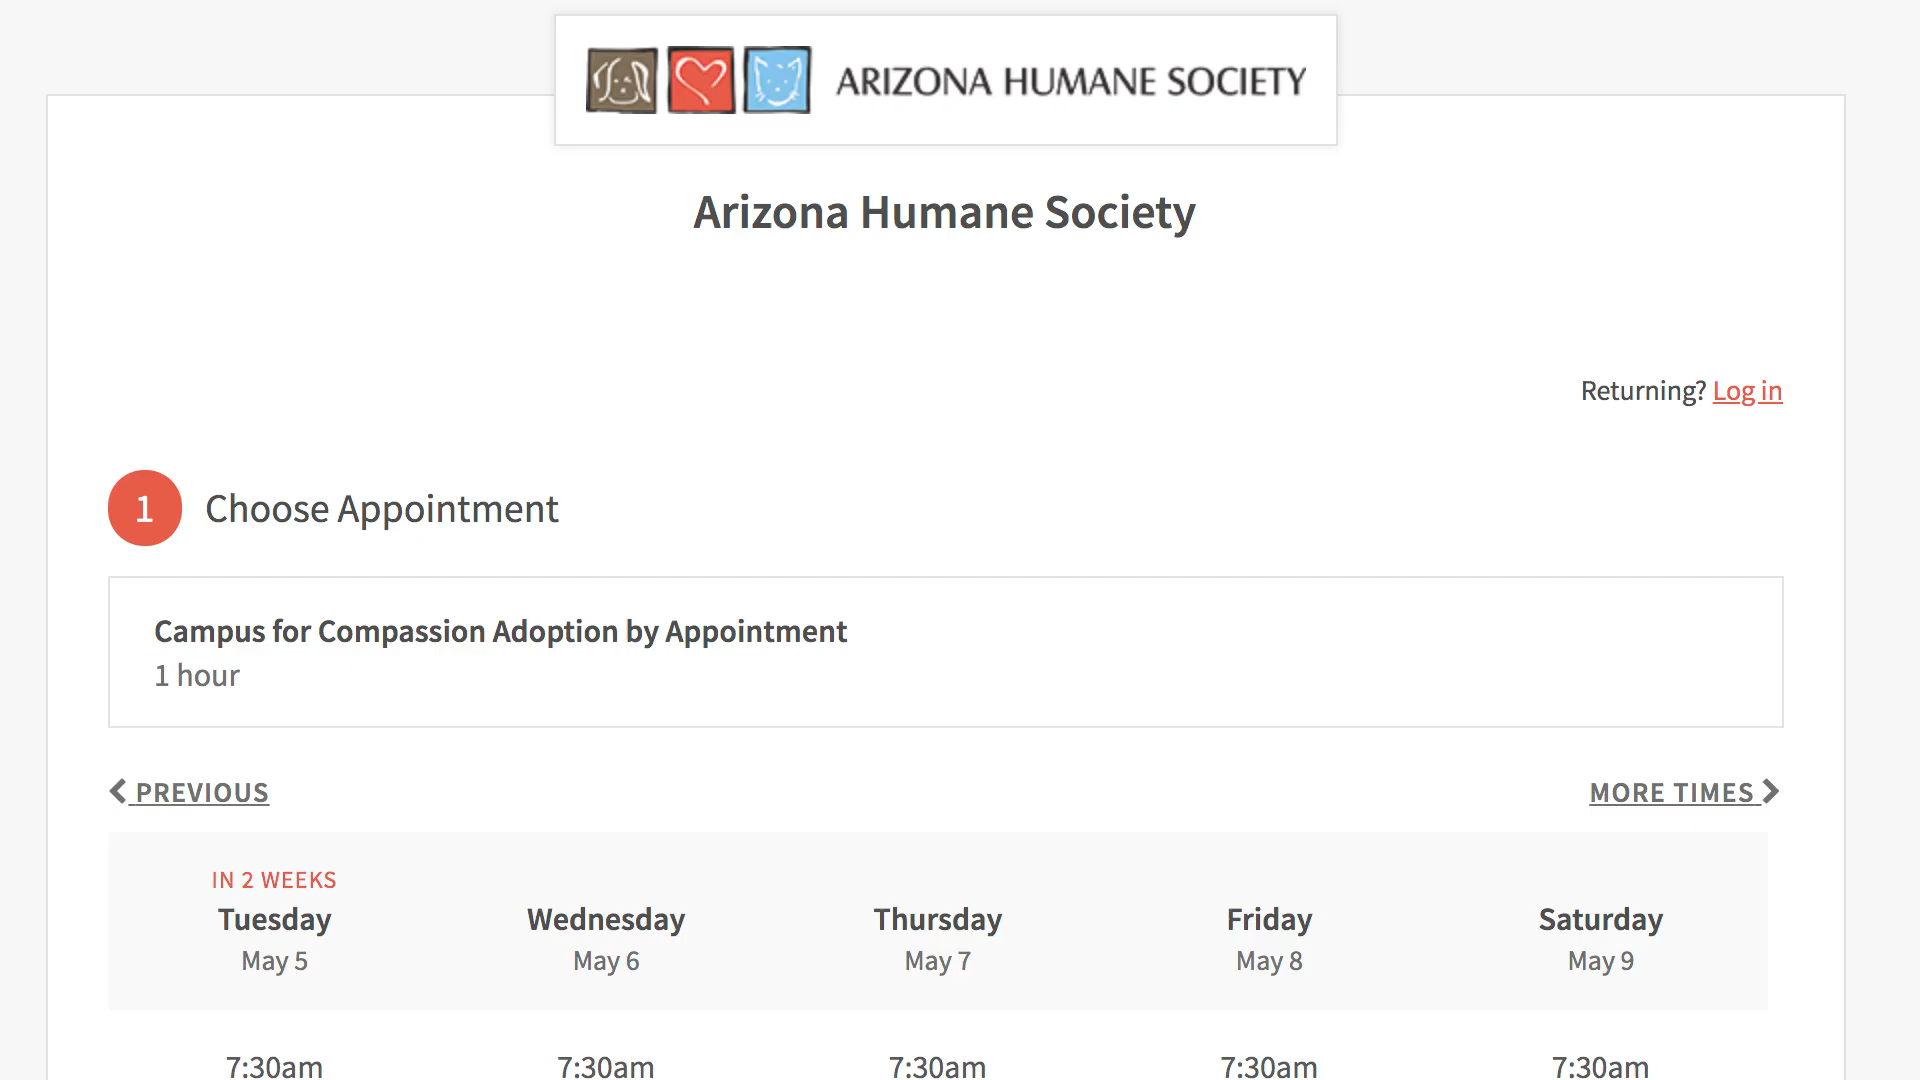 ARIZONA HUMANE SOCIETY
Arizona Humane Society
Returning? Log in
1 Choose Appointment
Campus for Compassion Adoption by Appointment
1 hour
PREVIOUS
MORE TIMES
IN 2 WEEKS
Tuesday Wednesday Thursday Friday Saturday
May 5 May 6 May 7 May 8 May 9
7:30am 7:30am 7:30am 7:30am 7:30am